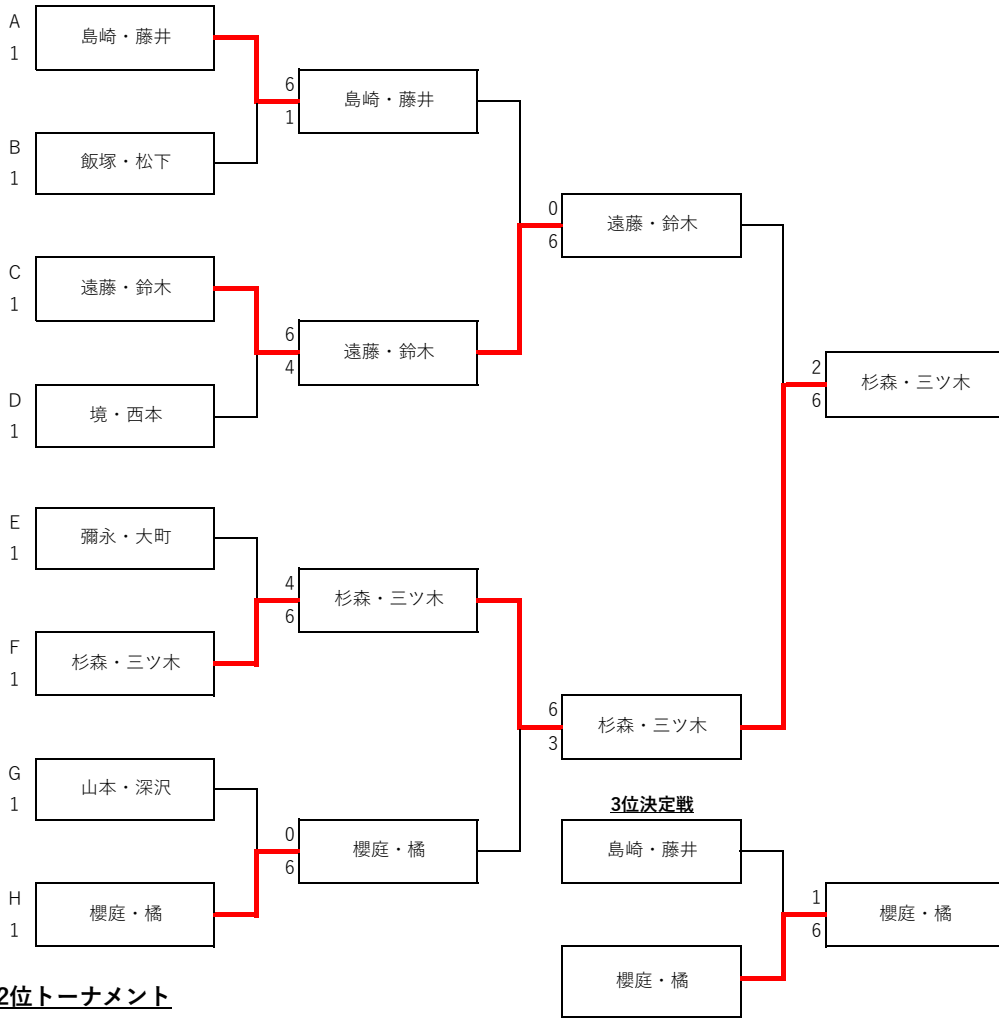 A
1
島崎・藤井
6
1
島崎・藤井
B
1
飯塚・松下
0
6
遠藤・鈴木
C
1
遠藤・鈴木
6
4
遠藤・鈴木
D
1
境・西本
2
6
杉森・三ツ木
E
1
彌永・大町
4
6
杉森・三ツ木
F
1
杉森・三ツ木
6
3
杉森・三ツ木
G
1
山本・深沢
0
6
櫻庭・橘
H
1
櫻庭・橘
3位決定戦
島崎・藤井
1
6
櫻庭・橘
櫻庭・橘
2位トーナメント